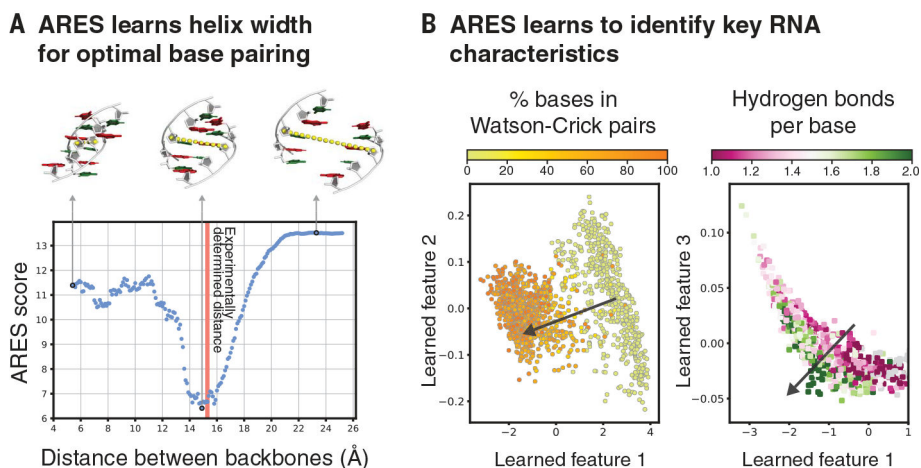 A ARES learns helix width
for optimal base pairing
ARES score
13
12
11
10
9
8
7
6
Experimentally
determined distance
4 6 8 10 12 14 16 18 20 22 24 26
Distance between backbones (Å)
B ARES learns to identify key RNA
characteristics
% bases in
Watson-Crick pairs
0 20 40 60 80 100
Learned feature 2
0.2
0.1
0.0
−0.1
−0.2
−2 0 2 4
Learned feature 1
Hydrogen bonds
per base
1.0 1.2 1.4 1.6 1.8 2.0
Learned feature 3
0.10
0.05
0.00
−0.05
−3 −2 −1 0 1
Learned feature 1